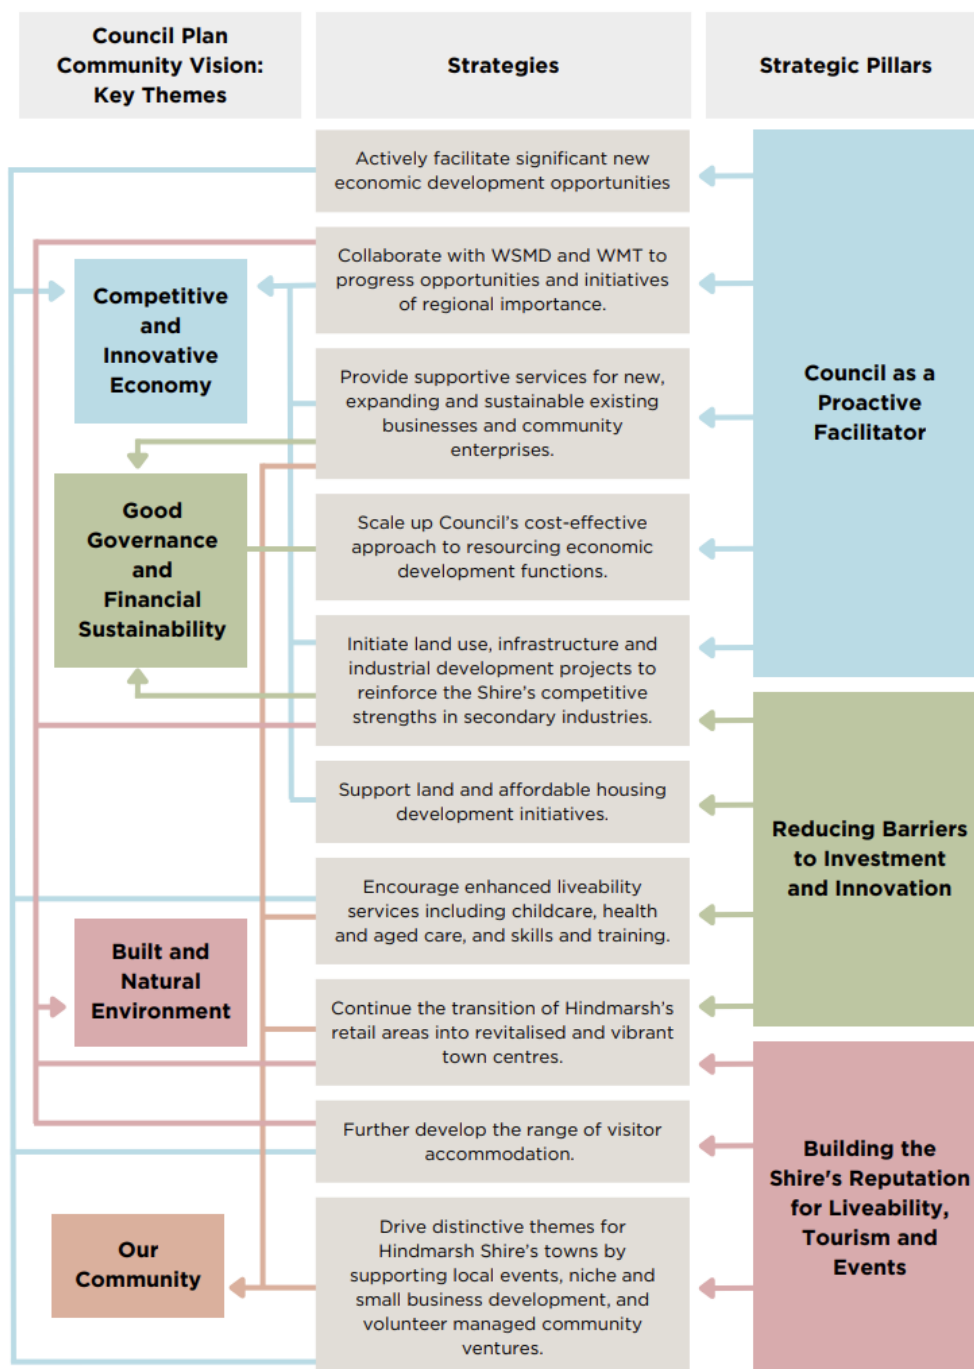 Council Plan
Community Vision:
Key Themes
Strategies
Strategic Pillars
Actively facilitate significant new
economic development opportunities
Collaborate with WSMD and WMT to
progress opportunities and initiatives
of regional importance.
Provide supportive services for new,
expanding and sustainable existing
businesses and community
enterprises.
Scale up Council's cost-effective
approach to resourcing economic
development functions.
Initiate land use, infrastructure and
industrial development projects to
reinforce the Shire's competitive
strengths in secondary industries.
Support land and affordable housing
development initiatives.
Encourage enhanced liveability
services including childcare, health
and aged care, and skills and training.
Continue the transition of Hindmarsh's
retail areas into revitalised and vibrant
town centres.
Further develop the range of visitor
accommodation.
Drive distinctive themes for
Hindmarsh Shire's towns by
supporting local events, niche and
small business development, and
volunteer managed community
ventures.
Competitive
and
Innovative
Economy
Good
Governance
and
Financial
Sustainability
Built and
Natural
Environment
Our
Community
Council as a
Proactive
Facilitator
Reducing Barriers
to Investment
and Innovation
Building the
Shire's Reputation
for Liveability,
Tourism and
Events